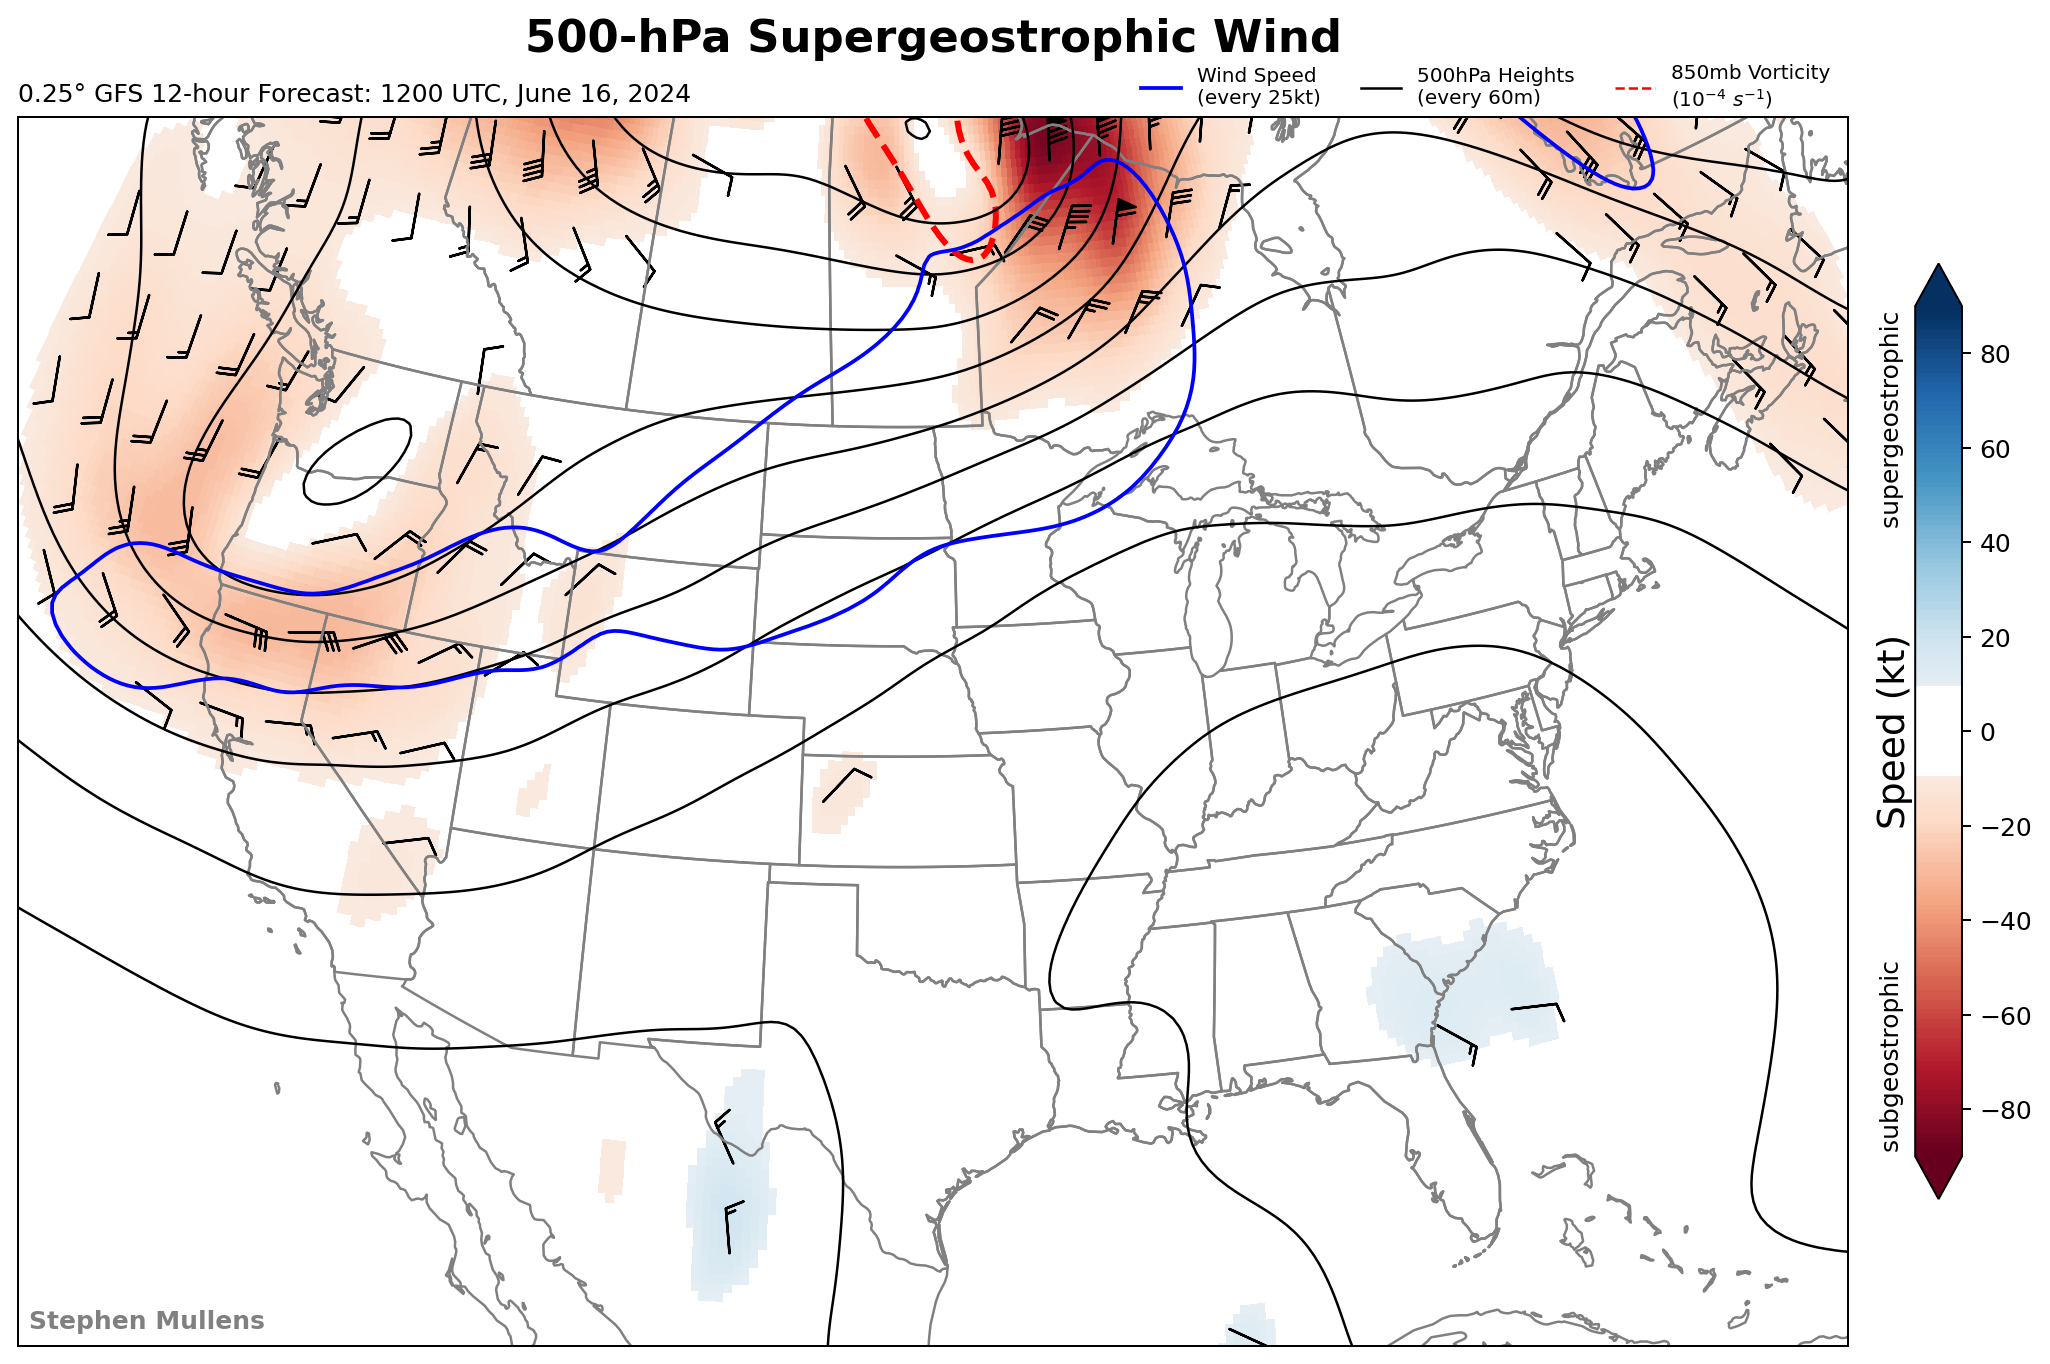 500-hPa Supergeostrophic Wind
0.25° GFS 12-hour Forecast: 1200 UTC, June 16, 2024
Wind Speed
(every 25kt)
500hPa Heights
(every 60m)
850mb Vorticity
(10⁻⁴ s⁻¹)
supergeostrophic
Speed (kt)
subgeostrophic
80
60
40
20
0
−20
−40
−60
−80
Stephen Mullens